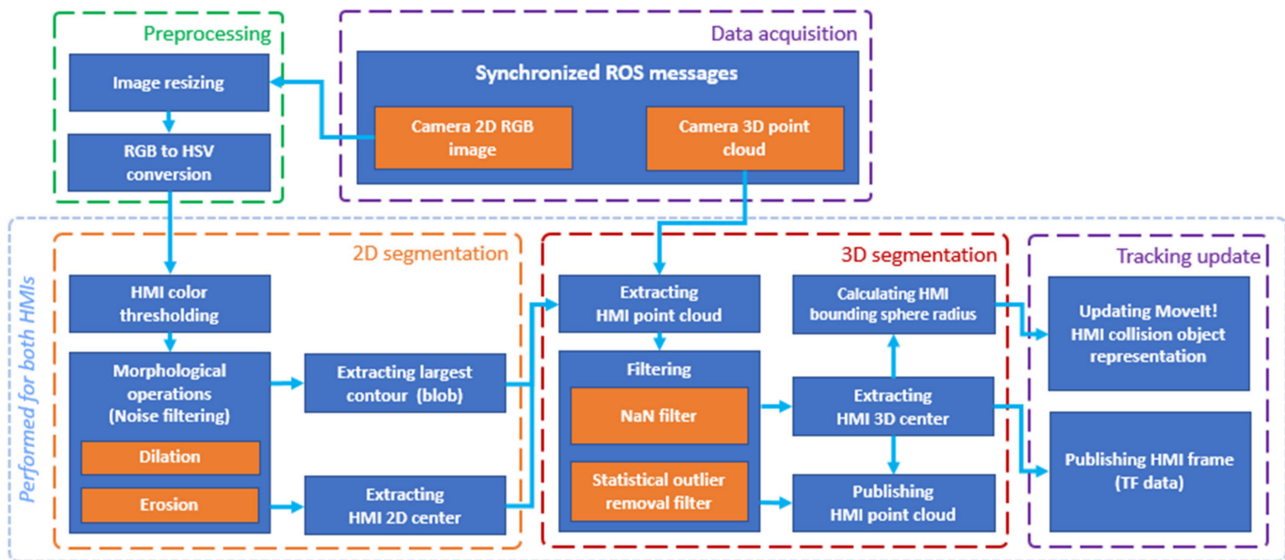 Preprocessing
Image resizing
RGB to HSV
conversion
Data acquisition
Synchronized ROS messages
Camera 2D RGB
image
Camera 3D point
cloud
Performed for both HMIs
2D segmentation
HMI color
thresholding
Morphological
operations
(Noise filtering)
Dilation
Erosion
Extracting largest
contour (blob)
Extracting
HMI 2D center
3D segmentation
Extracting
HMI point cloud
Filtering
NaN filter
Statistical outlier
removal filter
Calculating HMI
bounding sphere radius
Extracting
HMI 3D center
Publishing
HMI point cloud
Tracking update
Updating MoveIt!
HMI collision object
representation
Publishing HMI frame
(TF data)